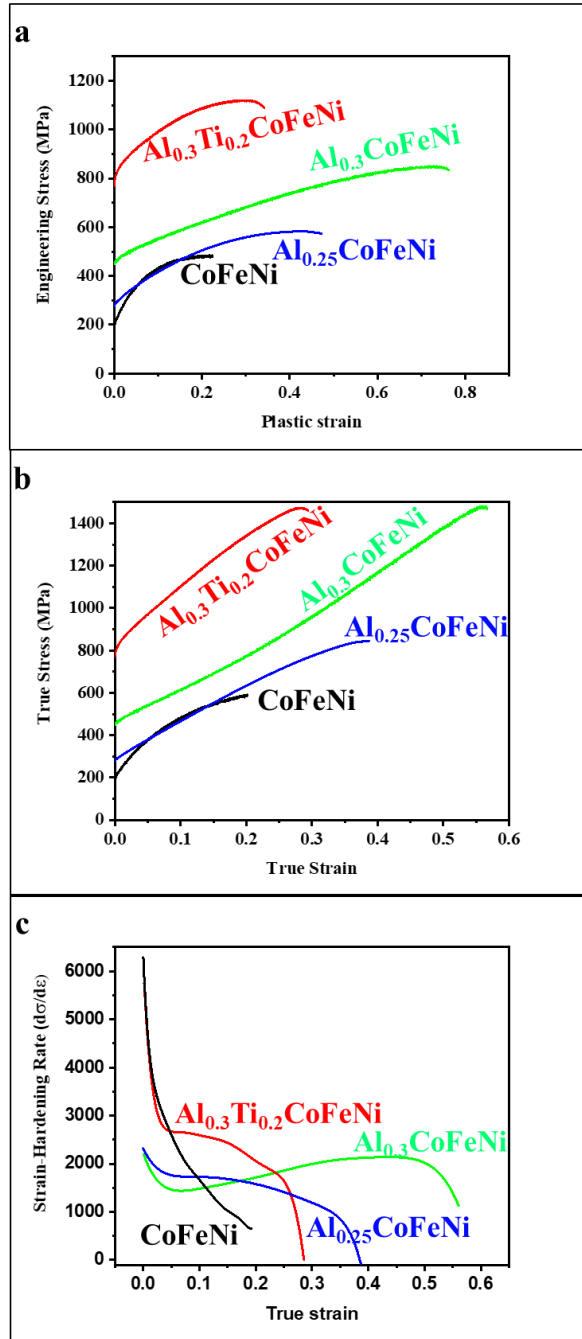 a
Engineering Stress (MPa)
1200
1000
800
600
400
200
0
Al₀.₃Ti₀.₂CoFeNi
Al₀.₃CoFeNi
Al₀.₂₅CoFeNi
CoFeNi
0.0 0.2 0.4 0.6 0.8
Plastic strain
b
True Stress (MPa)
1400
1200
1000
800
600
400
200
0
Al₀.₃Ti₀.₂CoFeNi
Al₀.₃CoFeNi
Al₀.₂₅CoFeNi
CoFeNi
0.0 0.1 0.2 0.3 0.4 0.5 0.6
True Strain
c
Strain-Hardening Rate (dσ/dε)
6000
5000
4000
3000
2000
1000
0
Al₀.₃Ti₀.₂CoFeNi
Al₀.₃CoFeNi
CoFeNi
Al₀.₂₅CoFeNi
0.0 0.1 0.2 0.3 0.4 0.5 0.6
True strain